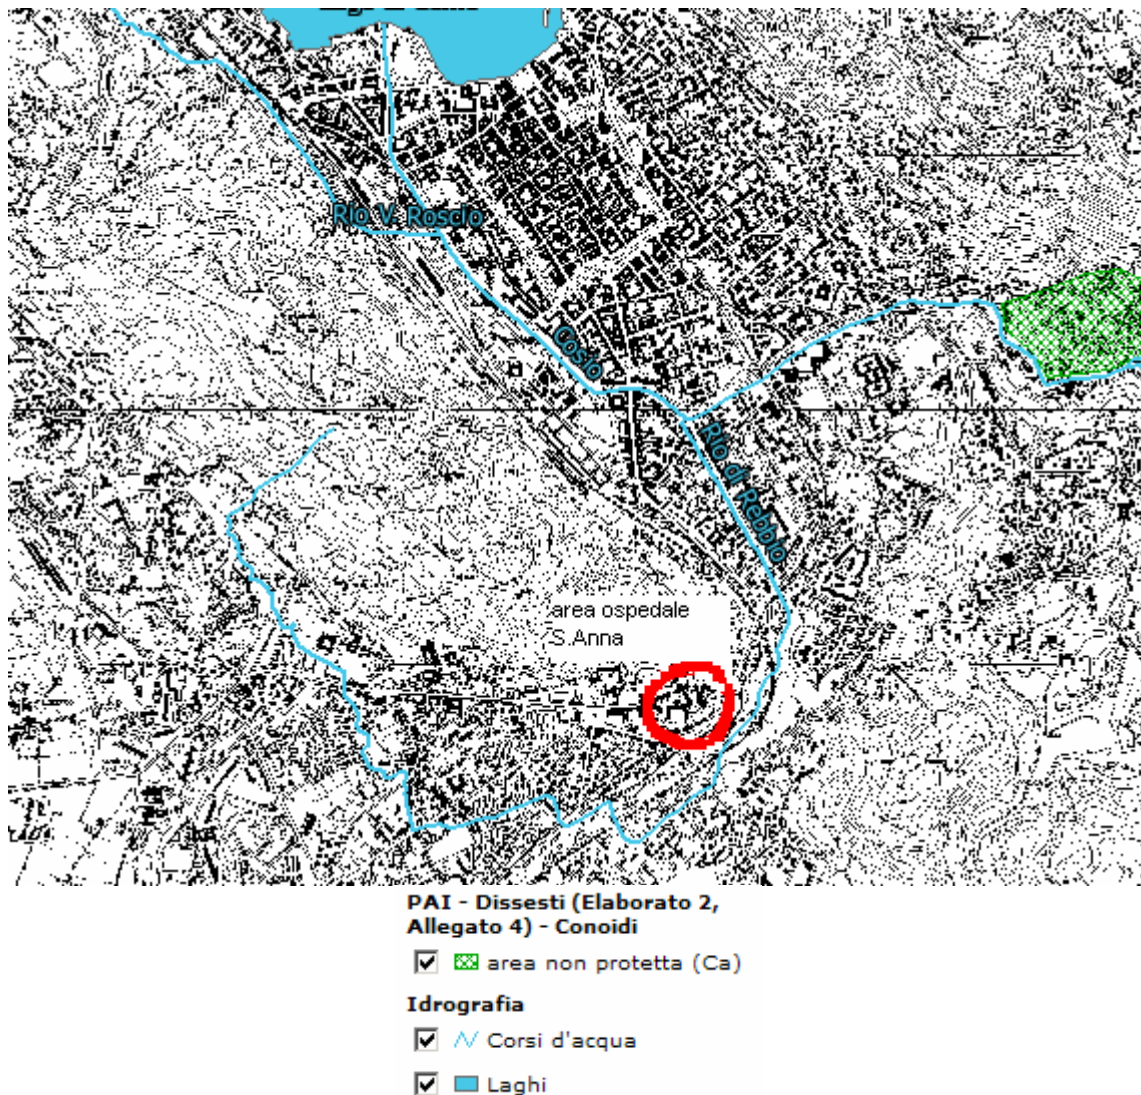 Rio V. Roscio
Cosio
Rio di Rebbio
area ospedale
S.Anna
PAI - Dissesti (Elaborato 2,
Allegato 4) - Conoidi
area non protetta (Ca)
Idrografia
Corsi d'acqua
Laghi